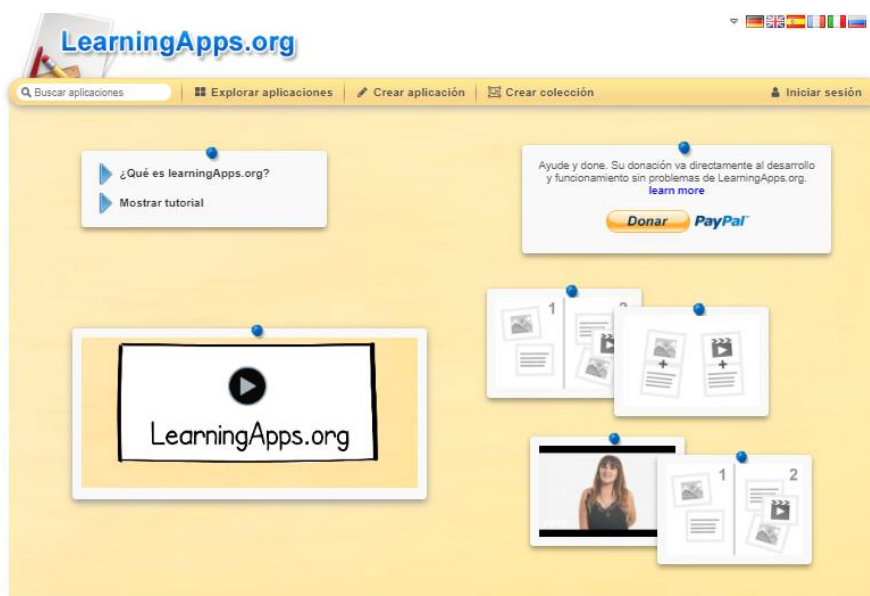 LearningApps.org
Buscar aplicaciones
Explorar aplicaciones
Crear aplicación
Crear colección
Iniciar sesión
¿Qué es learningApps.org?
Mostrar tutorial
Ayude y done. Su donación va directamente al desarrollo
y funcionamiento sin problemas de LearningApps.org.
learn more
Donar PayPal
LearningApps.org
1 2
+ +
1 2